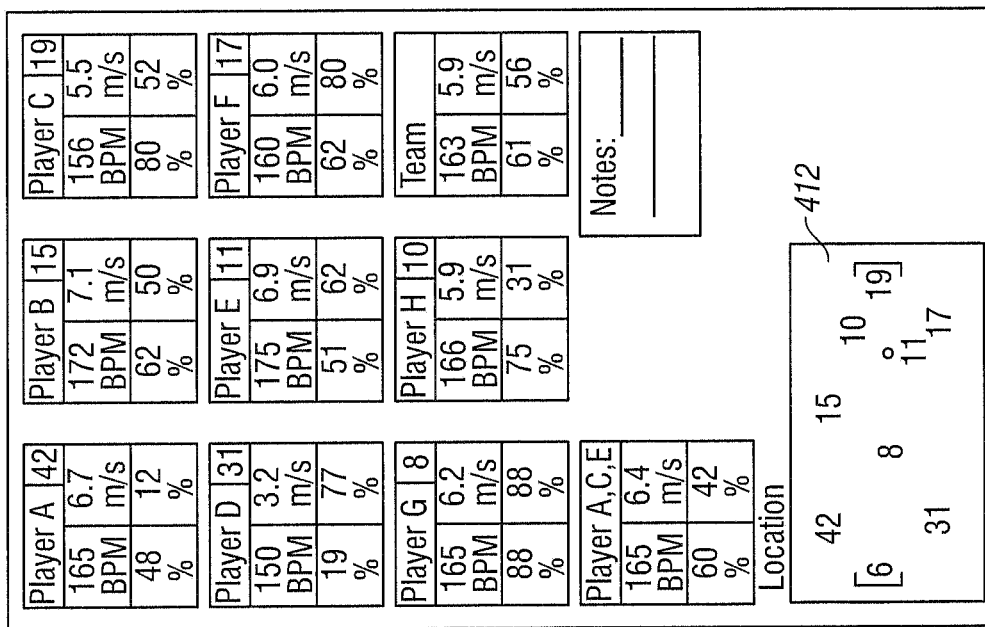 Player A 42
165 BPM 6.7 m/s
48 % 12 %
Player B 15
172 BPM 7.1 m/s
62 % 50 %
Player C 19
156 BPM 5.5 m/s
80 % 52 %
Player D 31
150 BPM 3.2 m/s
19 % 77 %
Player E 11
175 BPM 6.9 m/s
51 % 62 %
Player F 17
160 BPM 6.0 m/s
62 % 80 %
Player G 8
165 BPM 6.2 m/s
88 % 88 %
Player H 10
166 BPM 5.9 m/s
75 % 31 %
Team
163 BPM 5.9 m/s
61 % 56 %
Player A,C,E
165 BPM 6.4 m/s
60 % 42 %
Notes:
Location
412
42 15 10
6 8 19
11
31 17